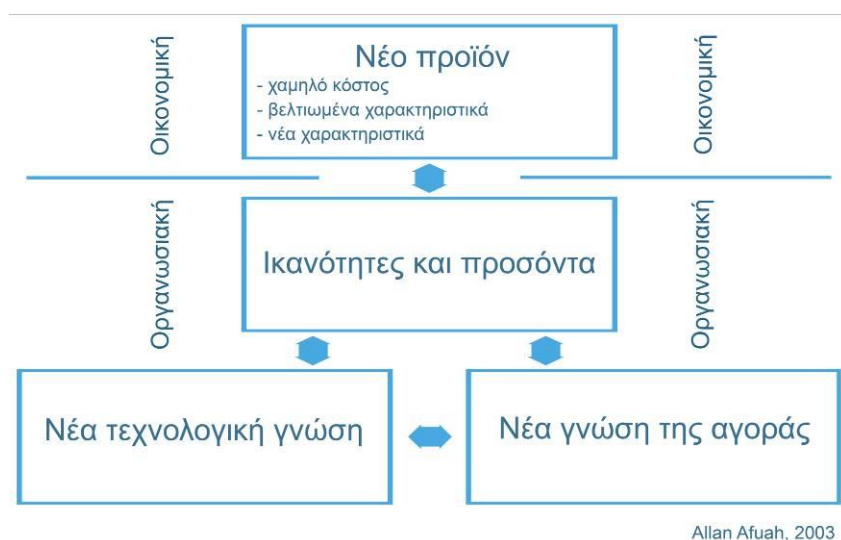 Οικονομική
Νέο προϊόν
- χαμηλό κόστος
- βελτιωμένα χαρακτηριστικά
- νέα χαρακτηριστικά
Οικονομική
Οργανωσιακή
Ικανότητες και προσόντα
Οργανωσιακή
Νέα τεχνολογική γνώση
Νέα γνώση της αγοράς
Allan Afuah, 2003